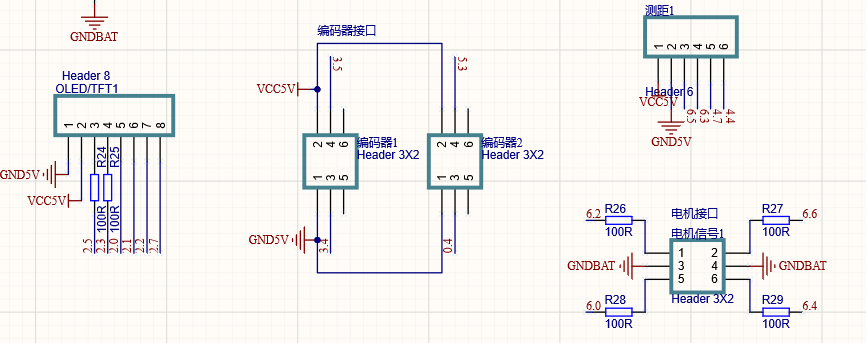 GNDBAT
Header 8
OLED/TFT1
1 2 3 4 5 6 7 8
GND5V
VCC5V
R24
R25
100R
100R
2.5
2.3
2.0
2.1
2.2
2.7
编码器接口
3.5
5.3
VCC5V
2 4 6
1 3 5
编码器1
Header 3X2
2 4 6
1 3 5
编码器2
Header 3X2
GND5V
3.4
0.4
测距1
1 2 3 4 5 6
Header 6
VCC5V
GND5V
6.5
6.3
4.7
4.4
电机接口
电机信号1
6.2
R26
100R
R27
100R
6.6
GNDBAT
1 2
3 4
5 6
GNDBAT
6.0
R28
100R
Header 3X2
R29
100R
6.4